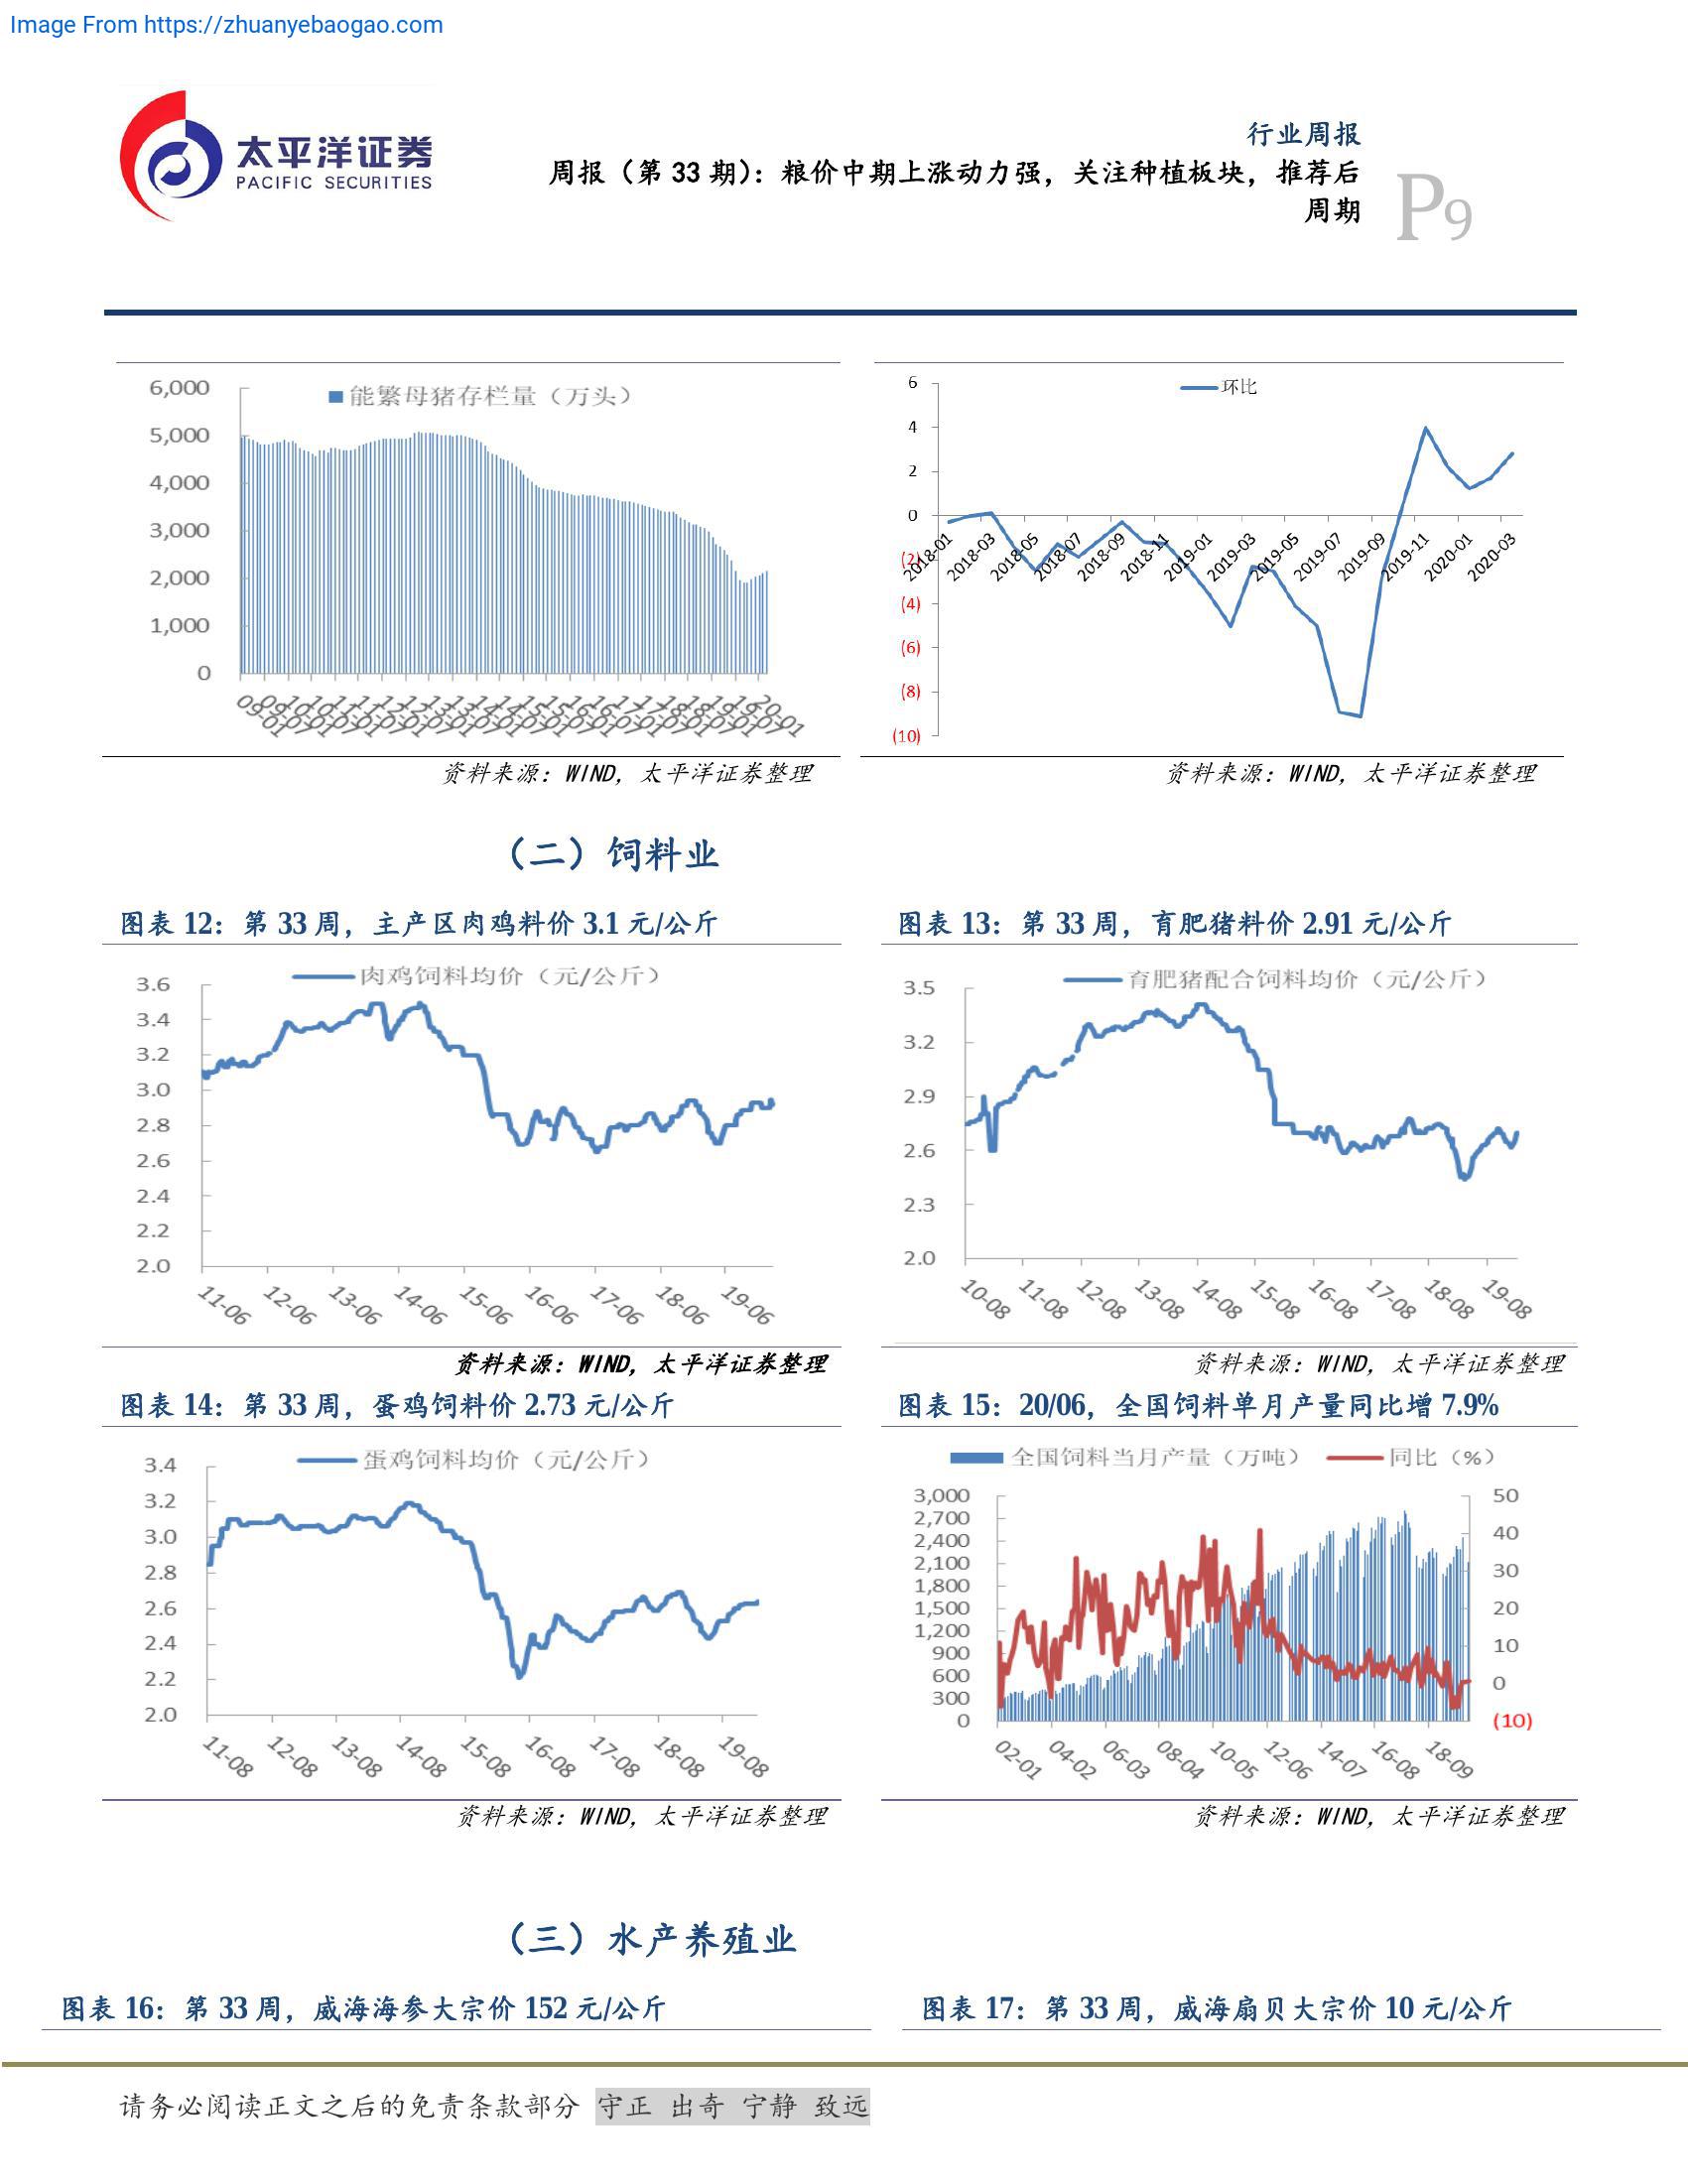 Image From https://zhuanyebaogao.com
太平洋证券
PACIFIC SECURITIES
行业周报
周报（第 33 期）：粮价中期上涨动力强，关注种植板块，推荐后
周期
P9
能繁母猪存栏量（万头）
6,000
5,000
4,000
3,000
2,000
1,000
0
09-01 09-07 10-01 10-07 11-01 11-07 12-01 12-07 13-01 13-07 14-01 14-07 15-01 15-07 16-01 16-07 17-01 17-07 18-01 18-07 19-01 19-07 20-01
资料来源：WIND，太平洋证券整理
环比
6
4
2
0
(2)
(4)
(6)
(8)
(10)
2018-01 2018-03 2018-05 2018-07 2018-09 2018-11 2019-01 2019-03 2019-05 2019-07 2019-09 2019-11 2020-01 2020-03
资料来源：WIND，太平洋证券整理
（二）饲料业
图表 12：第 33 周，主产区肉鸡料价 3.1 元/公斤
肉鸡饲料均价（元/公斤）
3.6
3.4
3.2
3.0
2.8
2.6
2.4
2.2
2.0
11-06 12-06 13-06 14-06 15-06 16-06 17-06 18-06 19-06
资料来源：WIND，太平洋证券整理
图表 13：第 33 周，育肥猪料价 2.91 元/公斤
育肥猪配合饲料均价（元/公斤）
3.5
3.2
2.9
2.6
2.3
2.0
10-08 11-08 12-08 13-08 14-08 15-08 16-08 17-08 18-08 19-08
资料来源：WIND，太平洋证券整理
图表 14：第 33 周，蛋鸡饲料价 2.73 元/公斤
蛋鸡饲料均价（元/公斤）
3.4
3.2
3.0
2.8
2.6
2.4
2.2
2.0
11-08 12-08 13-08 14-08 15-08 16-08 17-08 18-08 19-08
资料来源：WIND，太平洋证券整理
图表 15：20/06，全国饲料单月产量同比增 7.9%
全国饲料当月产量（万吨） 同比（%）
3,000 50
2,700
2,400 40
2,100 30
1,800
1,500 20
1,200
900 10
600 0
300
0 (10)
02-01 04-02 06-03 08-04 10-05 12-06 14-07 16-08 18-09
资料来源：WIND，太平洋证券整理
（三）水产养殖业
图表 16：第 33 周，威海海参大宗价 152 元/公斤
图表 17：第 33 周，威海扇贝大宗价 10 元/公斤
请务必阅读正文之后的免责条款部分 守正 出奇 宁静 致远